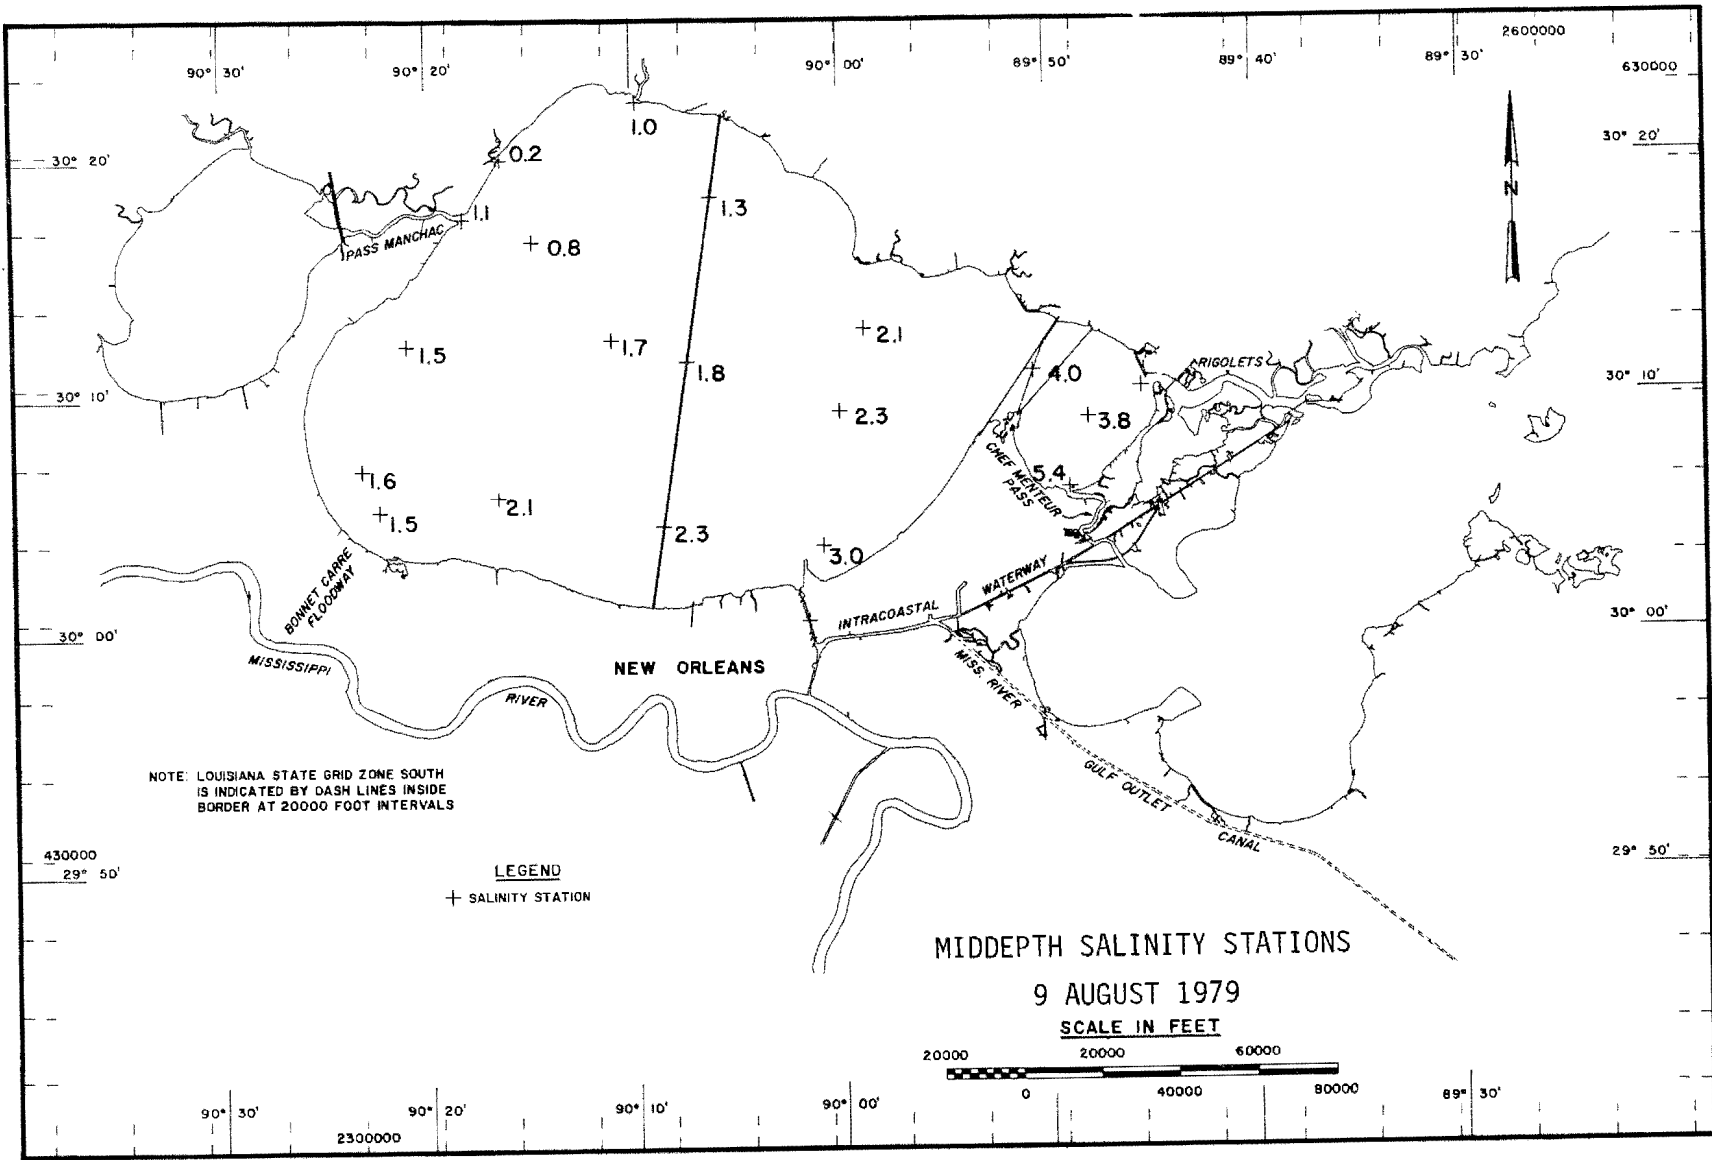 2600000
90° 30'
90° 20'
90° 00'
89° 50'
89° 40'
89° 30'
630000
30° 20'
30° 20'
N
1.0
0.2
1.1
1.3
0.8
PASS MANCHAC
2.1
1.7
1.5
1.8
4.0
RIGOLETS
30° 10'
30° 10'
2.3
3.8
CHEF MENTEUR
PASS
5.4
1.6
2.1
1.5
2.3
3.0
BONNET CARRE
FLOODWAY
WATERWAY
INTRACOASTAL
30° 00'
30° 00'
MISSISSIPPI
RIVER
NEW ORLEANS
MISS. RIVER
GULF OUTLET
CANAL
NOTE: LOUISIANA STATE GRID ZONE SOUTH
IS INDICATED BY DASH LINES INSIDE
BORDER AT 20000 FOOT INTERVALS
430000
29° 50'
29° 50'
LEGEND
+ SALINITY STATION
MIDDEPTH SALINITY STATIONS
9 AUGUST 1979
SCALE IN FEET
20000 20000 60000
0 40000 80000
90° 30'
90° 20'
90° 10'
90° 00'
89° 30'
2300000